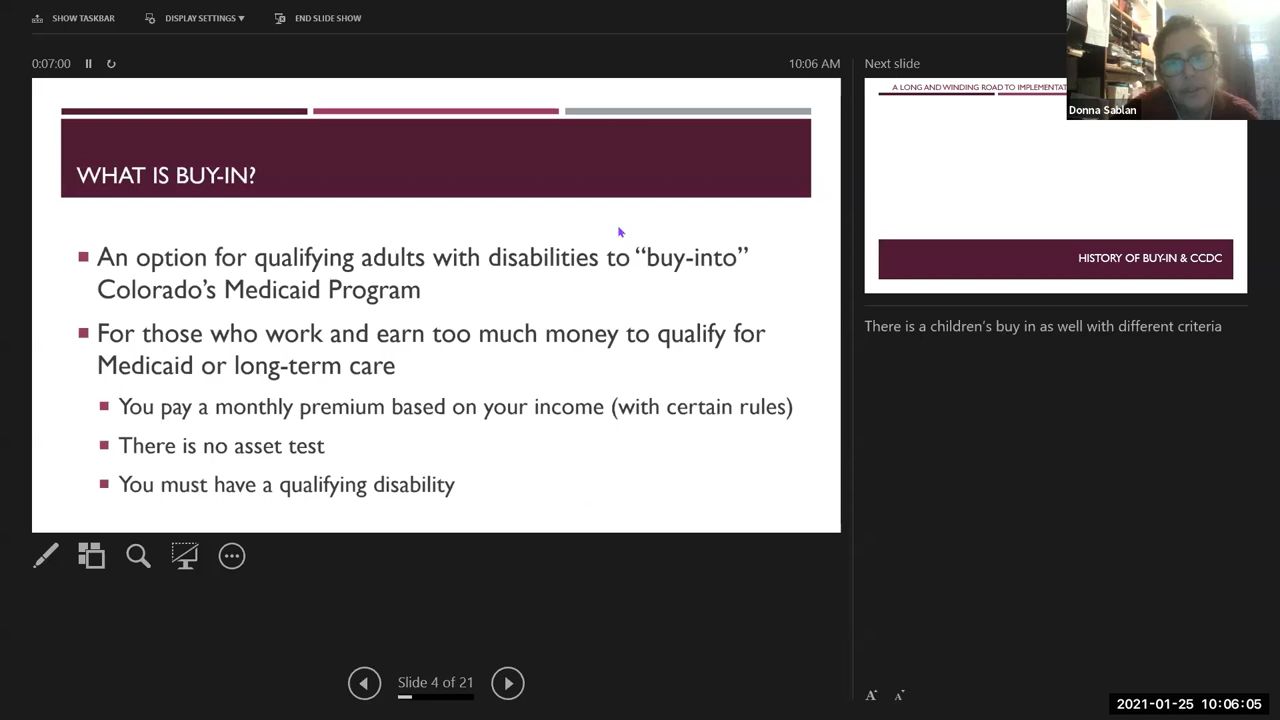 SHOW TASKBAR
DISPLAY SETTINGS ▼
END SLIDE SHOW
0:07:00
10:06 AM
WHAT IS BUY-IN?
An option for qualifying adults with disabilities to “buy-into”
Colorado’s Medicaid Program
For those who work and earn too much money to qualify for
Medicaid or long-term care
You pay a monthly premium based on your income (with certain rules)
There is no asset test
You must have a qualifying disability
Slide 4 of 21
Next slide
A LONG AND WINDING ROAD TO
HISTORY OF BUY-IN & CCDC
There is a children’s buy in as well with different criteria
A A
Donna Sablan
2021-01-25 10:06:05